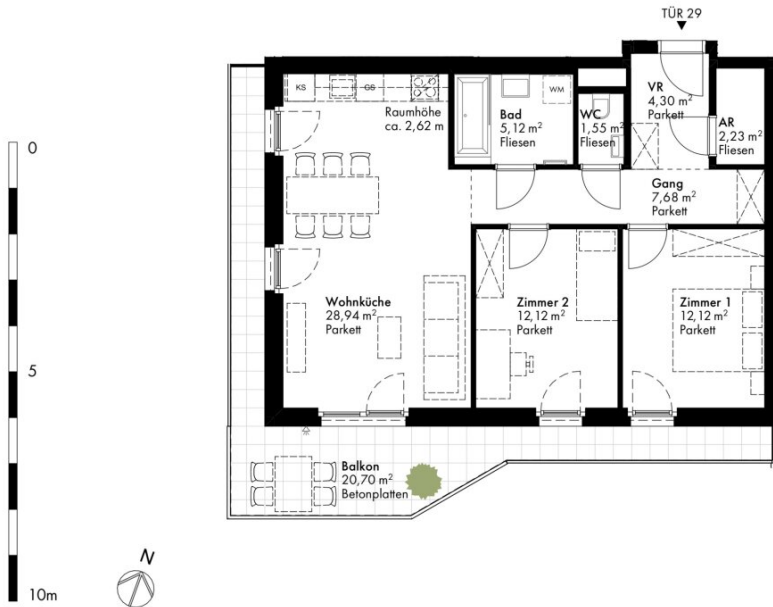 TÜR 29
KS
GS
Raumhöhe
ca. 2,62 m
Bad
5,12 m²
Fliesen
WM
WC
1,55 m²
Fliesen
VR
4,30 m²
Parkett
AR
2,23 m²
Fliesen
Gang
7,68 m²
Parkett
Wohnküche
28,94 m²
Parkett
Zimmer 2
12,12 m²
Parkett
Zimmer 1
12,12 m²
Parkett
Balkon
20,70 m²
Betonplatten
0
5
10m
N